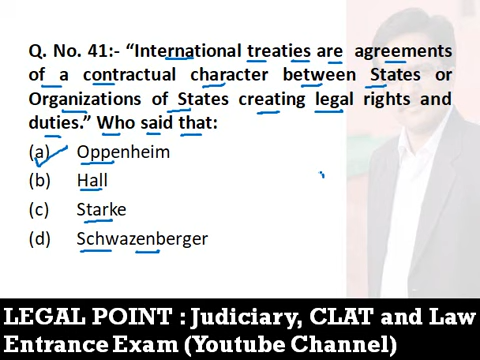 Q. No. 41:- “International treaties are agreements
of a contractual character between States or
Organizations of States creating legal rights and
duties.” Who said that:
(a) Oppenheim
(b) Hall
(c) Starke
(d) Schwazenberger
LEGAL POINT : Judiciary, CLAT and Law
Entrance Exam (Youtube Channel)